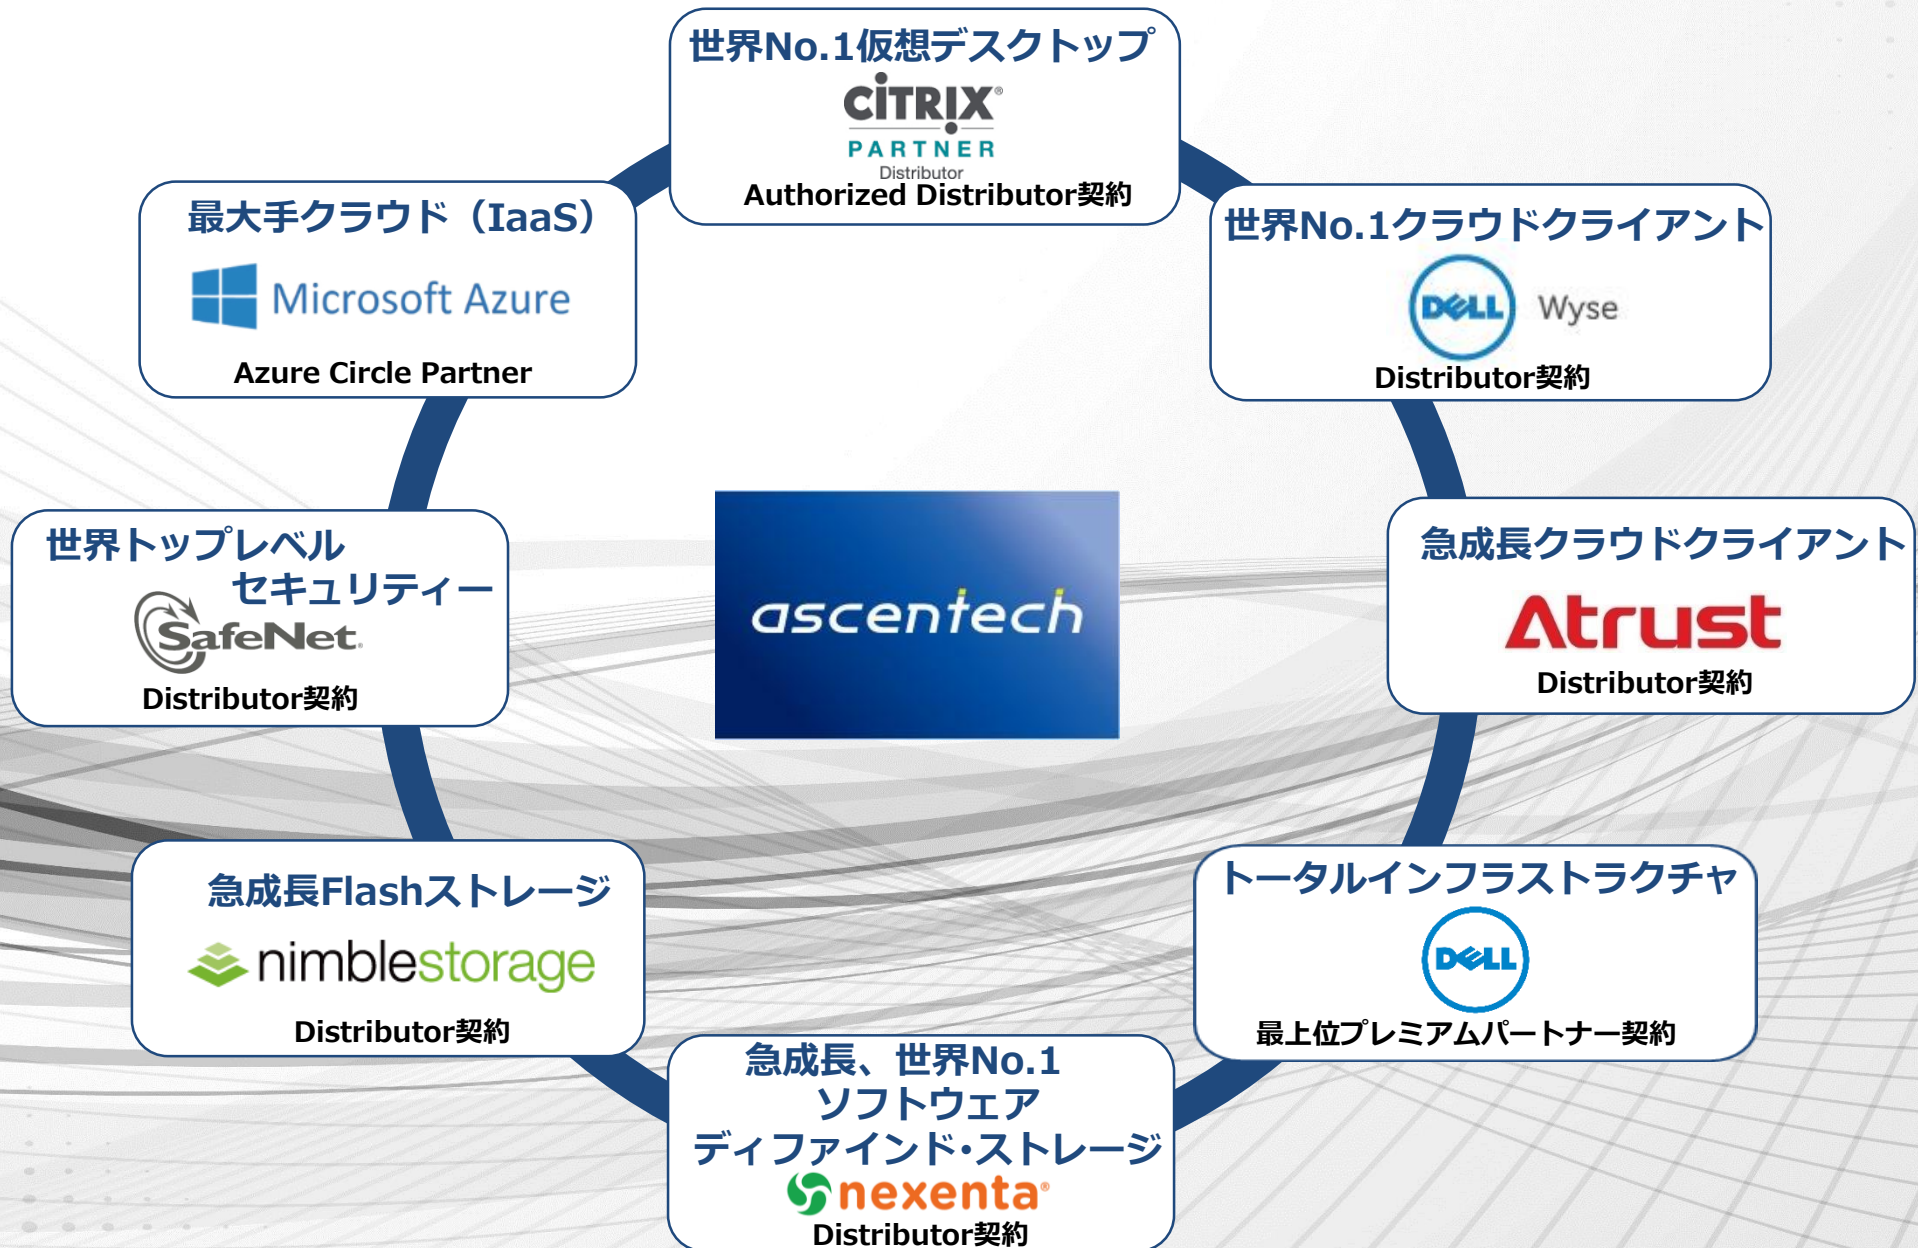 世界No.1仮想デスクトップ
CITRIX®
PARTNER
Distributor
Authorized Distributor契約
最大手クラウド（IaaS）
Microsoft Azure
Azure Circle Partner
世界No.1クラウドクライアント
DELL Wyse
Distributor契約
世界トップレベル
セキュリティー
SafeNet.
Distributor契約
ascentech
急成長クラウドクライアント
Atrust
Distributor契約
急成長Flashストレージ
nimblestorage
Distributor契約
トータルインフラストラクチャ
DELL
最上位プレミアムパートナー契約
急成長、世界No.1
ソフトウェア
ディファインド・ストレージ
nexenta®
Distributor契約